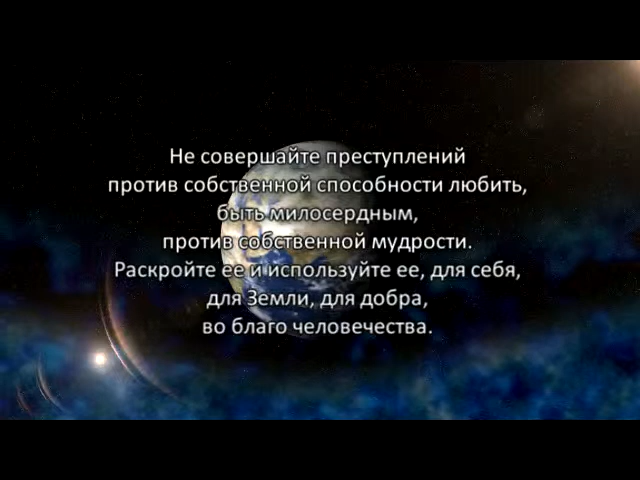 Не совершайте преступлений
против собственной способности любить,
быть милосердным,
против собственной мудрости.
Раскройте ее и используйте ее, для себя,
для Земли, для добра,
во благо человечества.